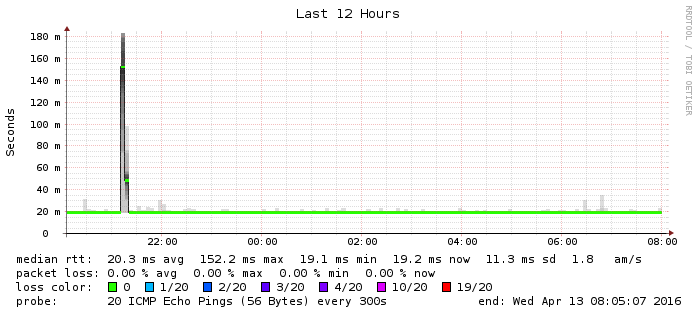 Last 12 Hours
RRDTOOL / TOBI OETIKER
Seconds
180 m
160 m
140 m
120 m
100 m
80 m
60 m
40 m
20 m
0
22:00 00:00 02:00 04:00 06:00 08:00
median rtt: 20.3 ms avg 152.2 ms max 19.1 ms min 19.2 ms now 11.3 ms sd 1.8 am/s
packet loss: 0.00 % avg 0.00 % max 0.00 % min 0.00 % now
loss color: 0 1/20 2/20 3/20 4/20 10/20 19/20
probe: 20 ICMP Echo Pings (56 Bytes) every 300s end: Wed Apr 13 08:05:07 2016